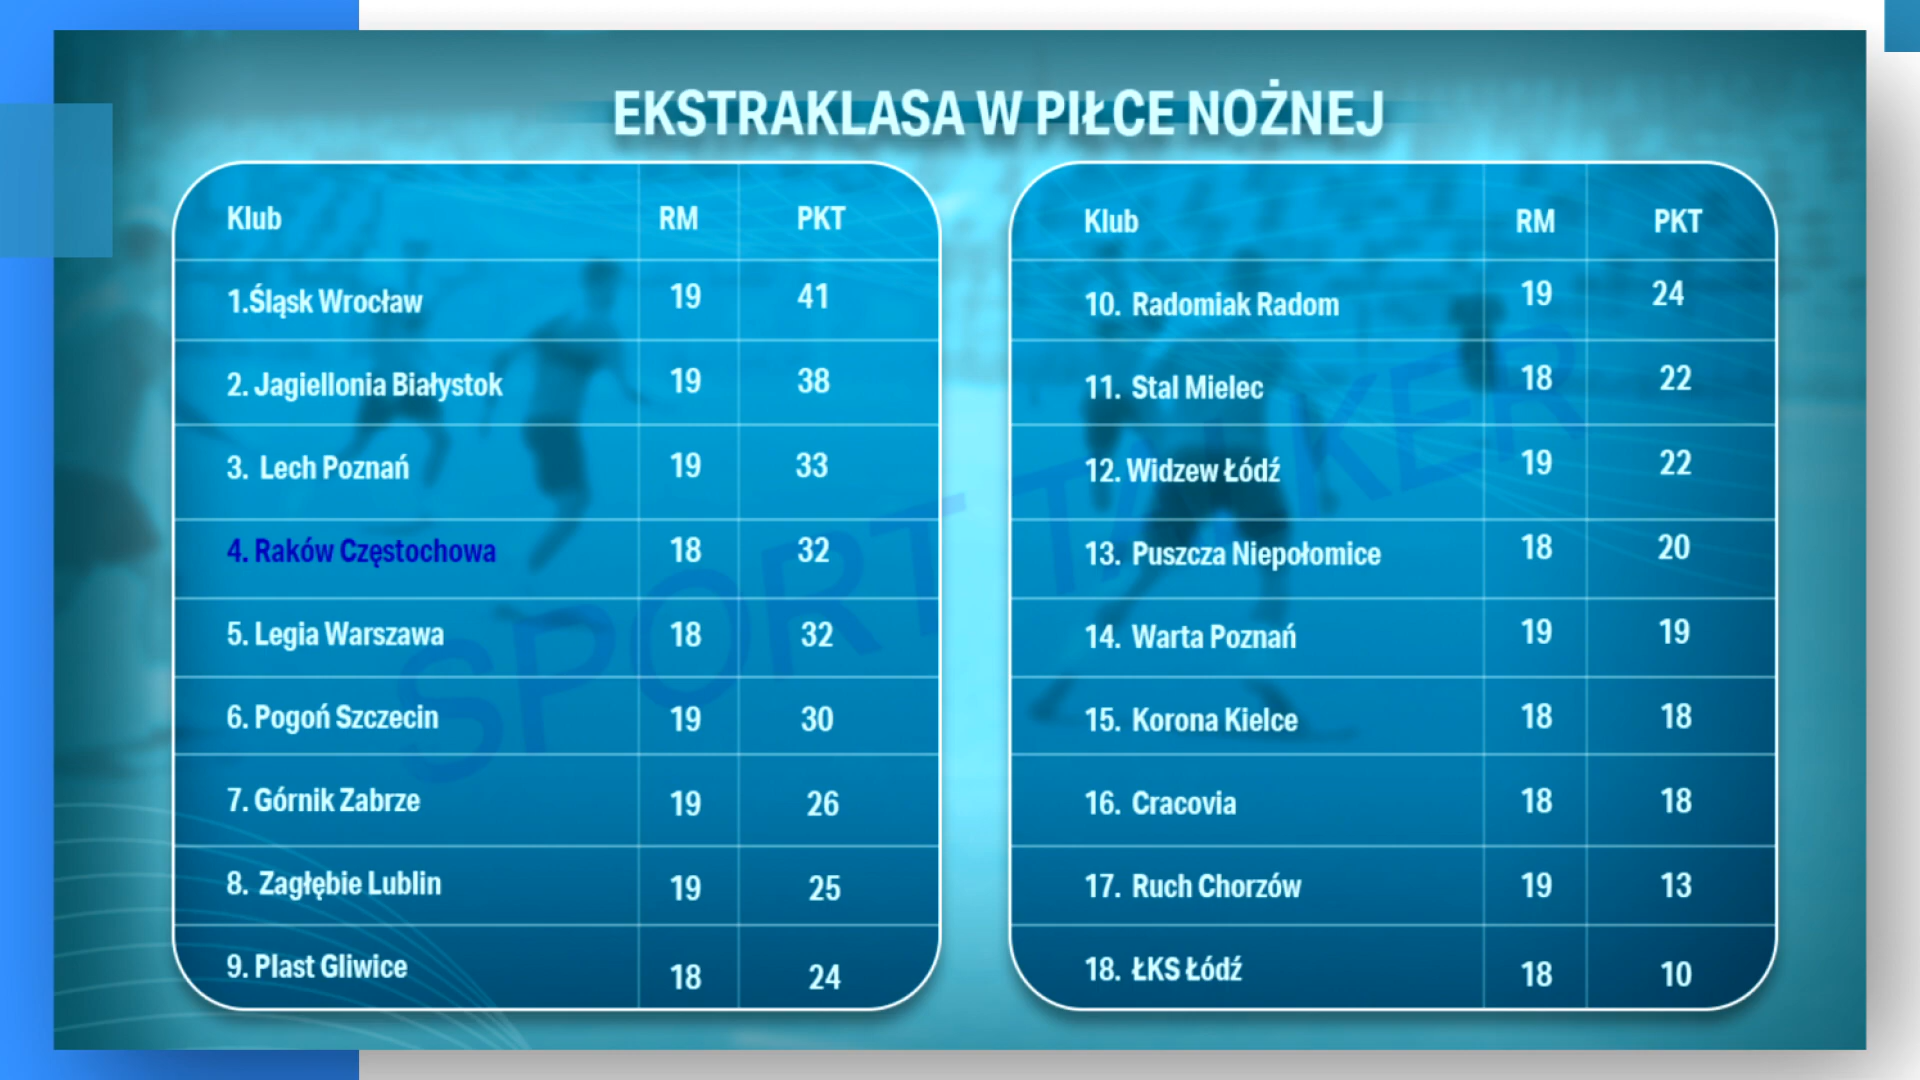 EKSTRAKLASA W PIŁCE NOŻNEJ
Klub RM PKT
1.Śląsk Wrocław 19 41
2. Jagiellonia Białystok 19 38
3. Lech Poznań 19 33
4. Raków Częstochowa 18 32
5. Legia Warszawa 18 32
6. Pogoń Szczecin 19 30
7. Górnik Zabrze 19 26
8. Zagłębie Lublin 19 25
9. PIast Gliwice 18 24
Klub RM PKT
10. Radomiak Radom 19 24
11. Stal Mielec 18 22
12. Widzew Łódź 19 22
13. Puszcza Niepołomice 18 20
14. Warta Poznań 19 19
15. Korona Kielce 18 18
16. Cracovia 18 18
17. Ruch Chorzów 19 13
18. ŁKS Łódź 18 10
SPORT TALKER